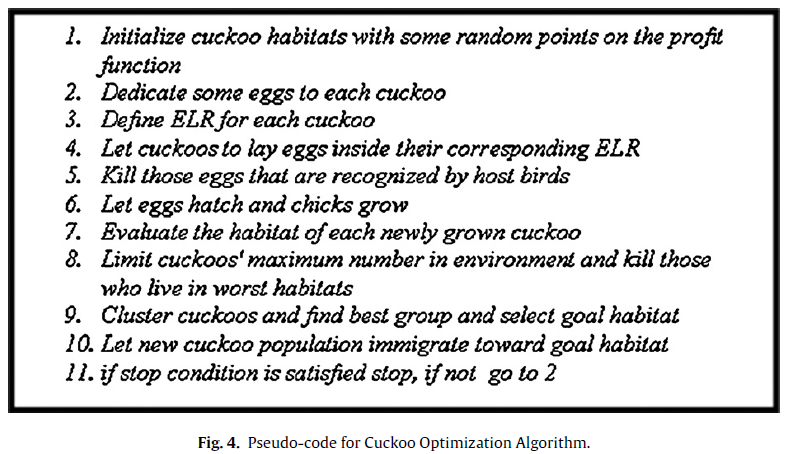 1. Initialize cuckoo habitats with some random points on the profit
function
2. Dedicate some eggs to each cuckoo
3. Define ELR for each cuckoo
4. Let cuckoos to lay eggs inside their corresponding ELR
5. Kill those eggs that are recognized by host birds
6. Let eggs hatch and chicks grow
7. Evaluate the habitat of each newly grown cuckoo
8. Limit cuckoos' maximum number in environment and kill those
who live in worst habitats
9. Cluster cuckoos and find best group and select goal habitat
10. Let new cuckoo population immigrate toward goal habitat
11. if stop condition is satisfied stop, if not go to 2
Fig. 4. Pseudo-code for Cuckoo Optimization Algorithm.